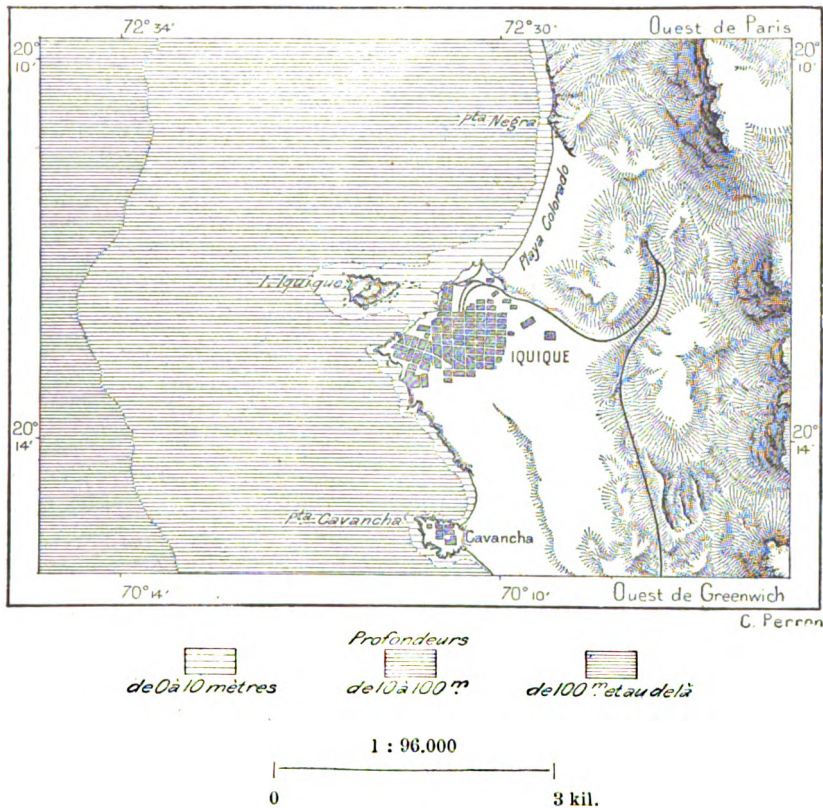 72° 34' 72° 30' Ouest de Paris
20° 10' 20° 10'
pta Negra
Playa Colorado
I. Iquique
IQUIQUE
20° 14' 20° 14'
pta Cavancha
Cavancha
70° 14' 70° 10' Ouest de Greenwich
C. Perron
Profondeurs
de 0 à 10 mètres de 10 à 100 m. de 100 m. et au delà
1 : 96.000
0 3 kil.